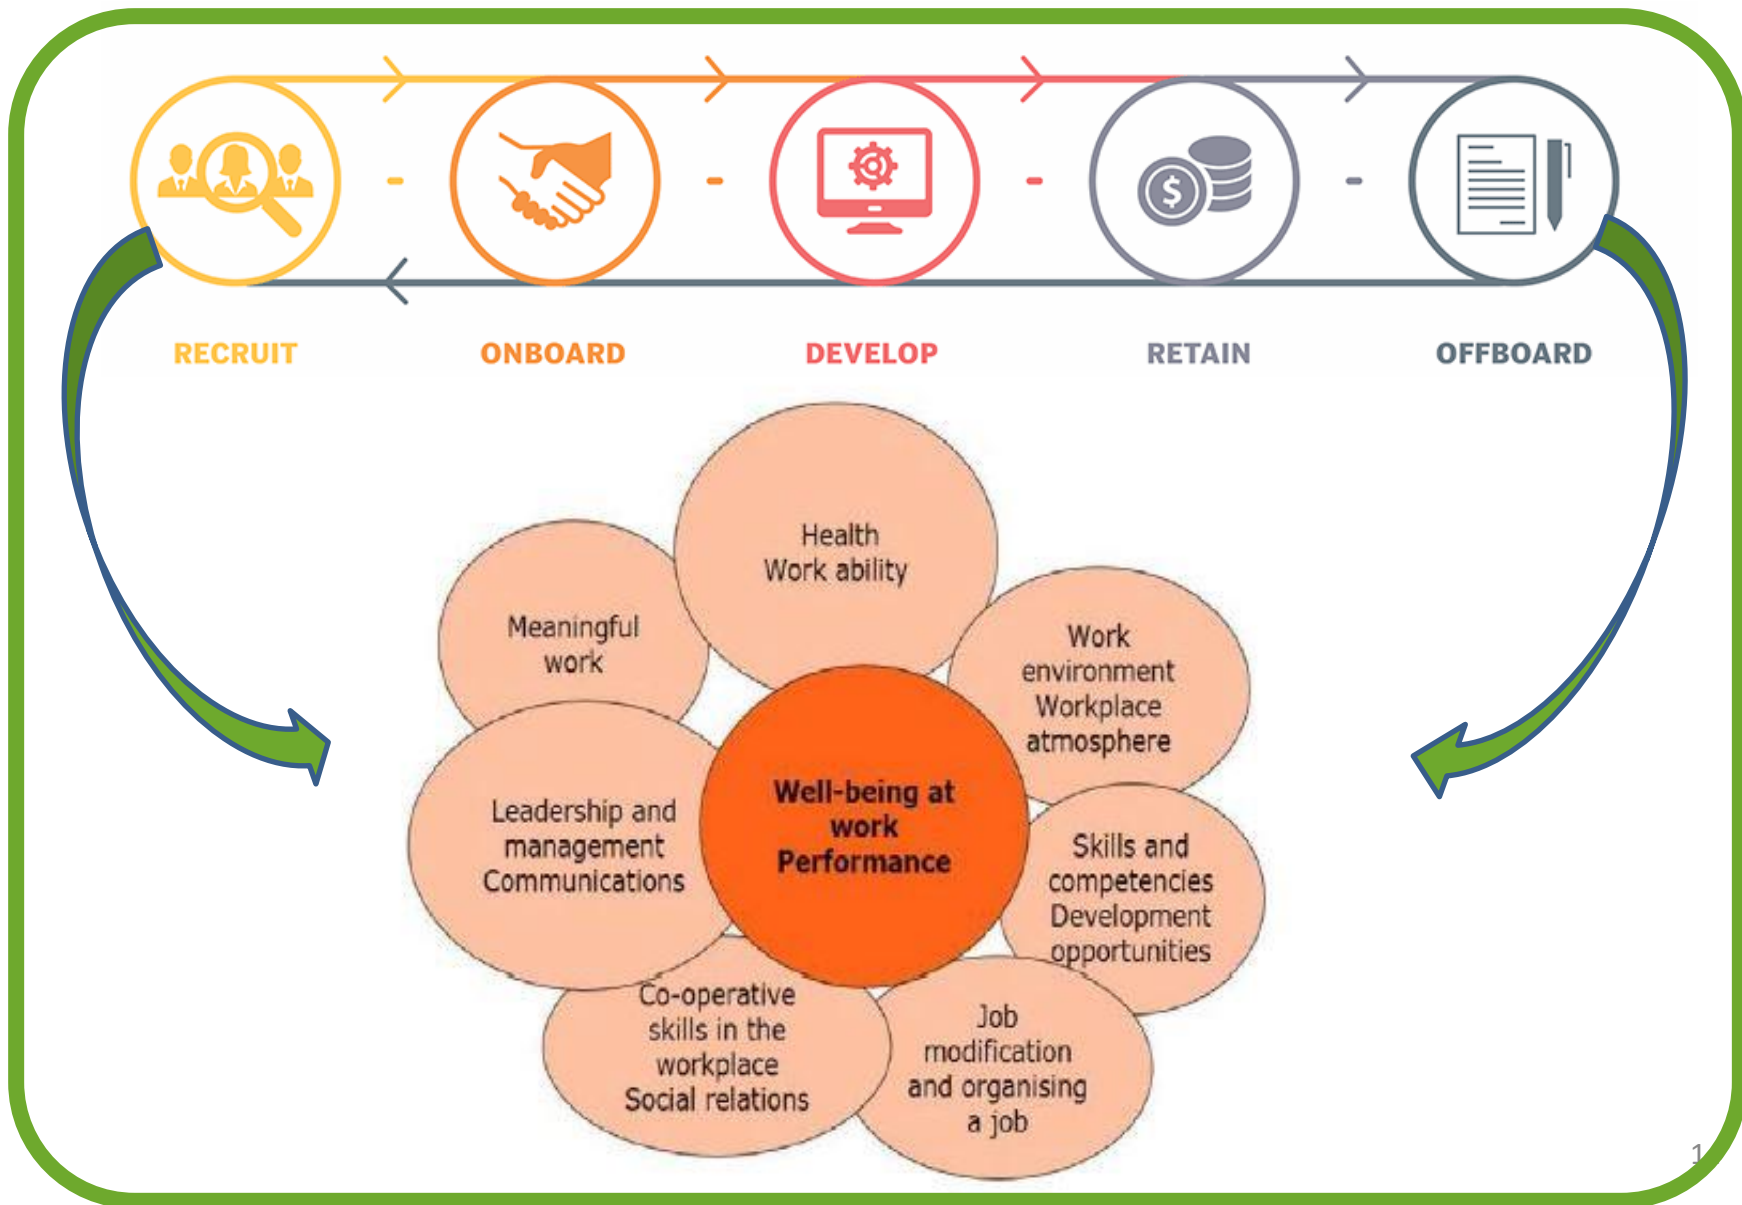 $
RECRUIT
ONBOARD
DEVELOP
RETAIN
OFFBOARD
Health
Work ability
Meaningful
work
Work
environment
Workplace
atmosphere
Leadership and
management
Communications
Well-being at
work
Performance
Skills and
competencies
Development
opportunities
Co-operative
skills in the
workplace
Social relations
Job
modification
and organising
a job
1